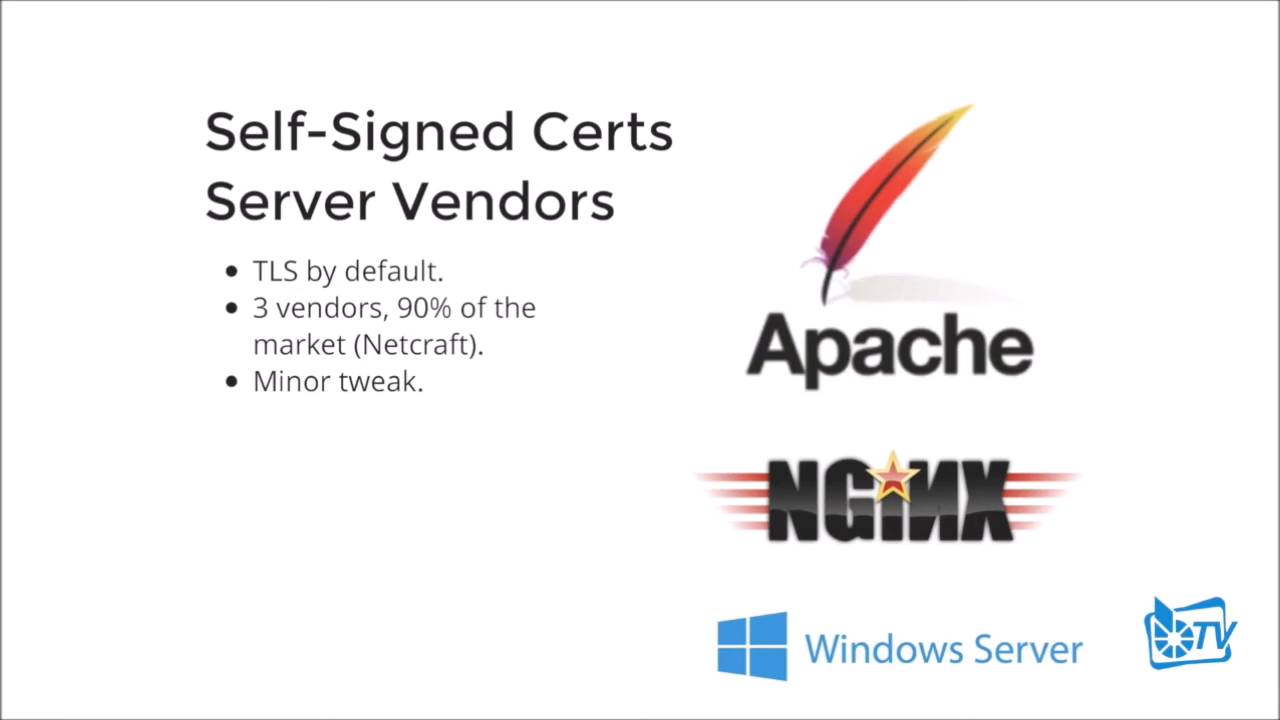 Self-Signed Certs
Server Vendors
• TLS by default.
• 3 vendors, 90% of the
market (Netcraft).
• Minor tweak.
Apache
NGINX
Windows Server
TV